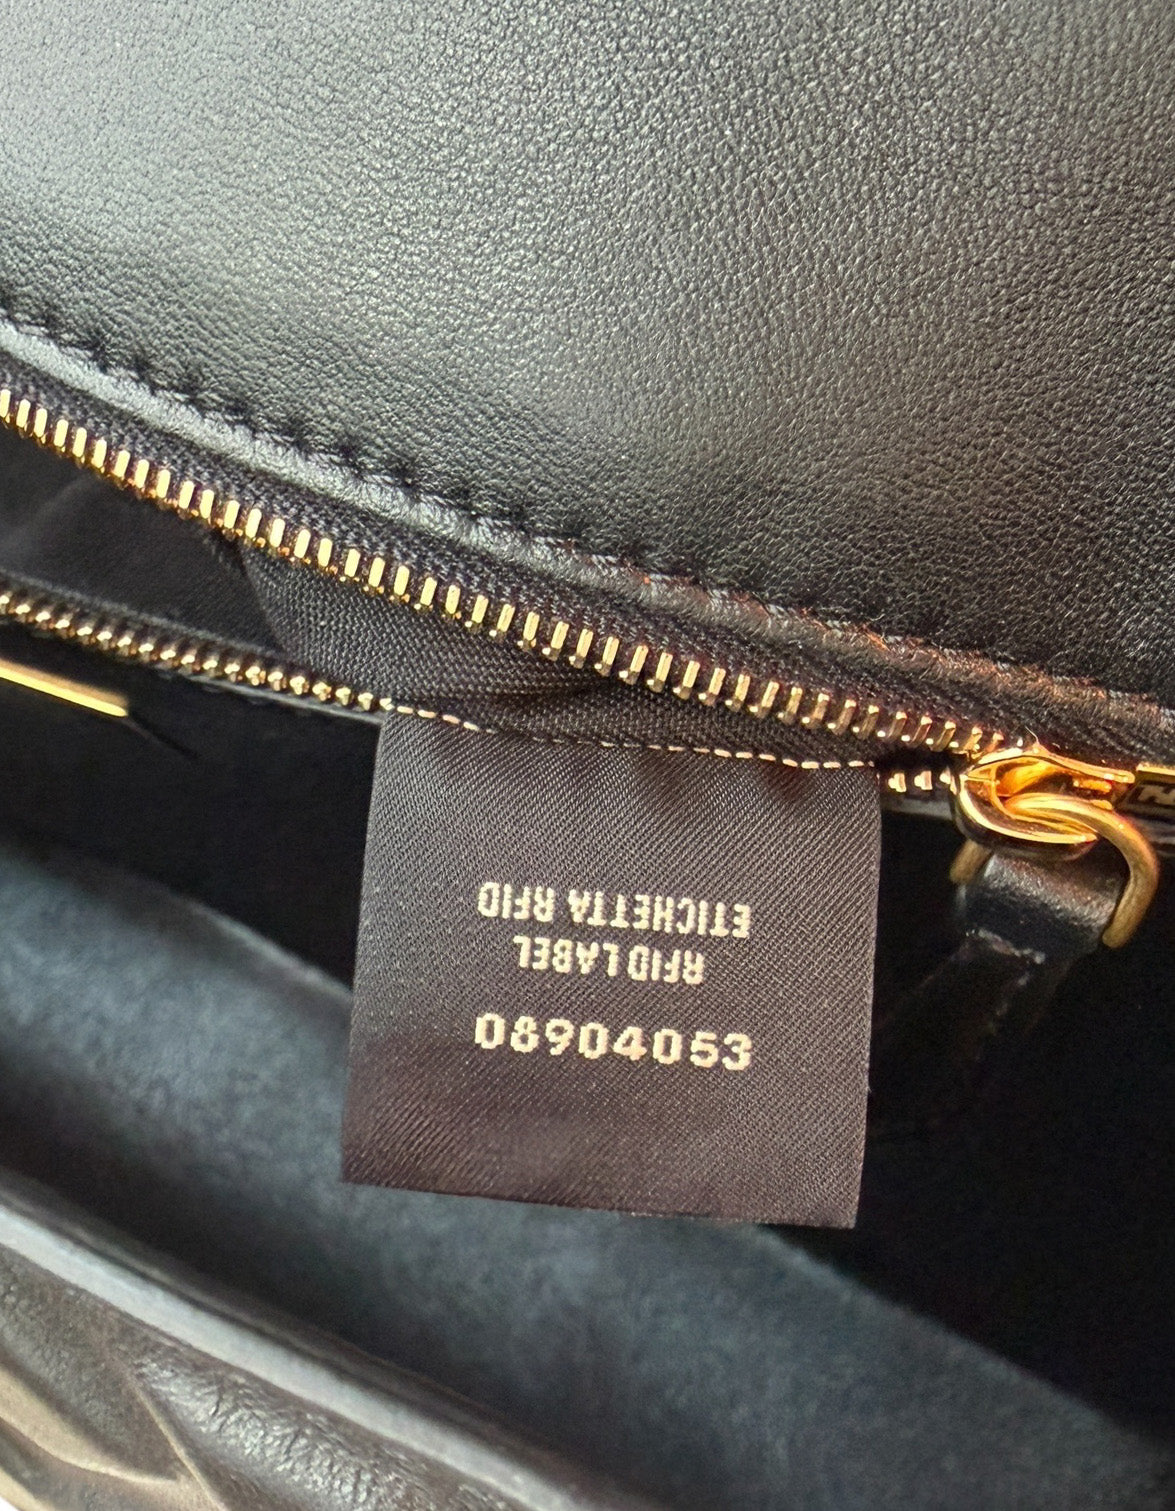 08904053
RFID LABEL
ETICHETTA RFID